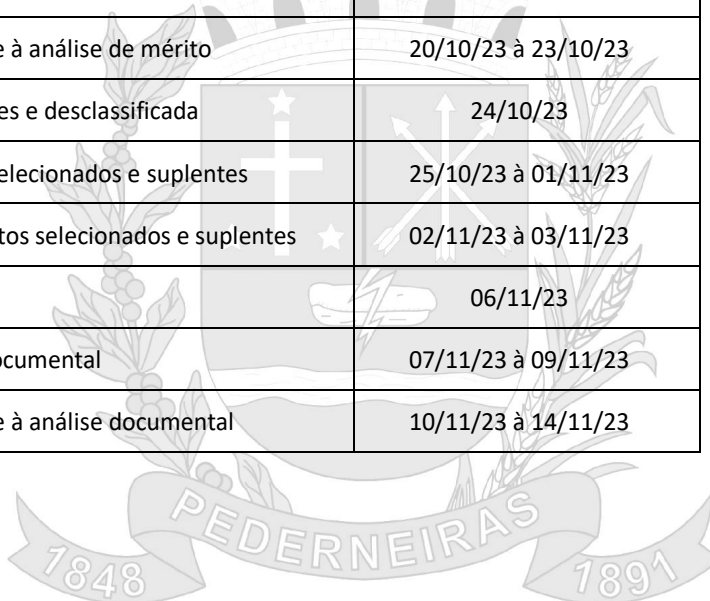 e à análise de mérito 20/10/23 à 23/10/23
es e desclassificada 24/10/23
elecionados e suplentes 25/10/23 à 01/11/23
tos selecionados e suplentes 02/11/23 à 03/11/23
06/11/23
ocumental 07/11/23 à 09/11/23
e à análise documental 10/11/23 à 14/11/23
PEDERNEIRAS
1848 1891